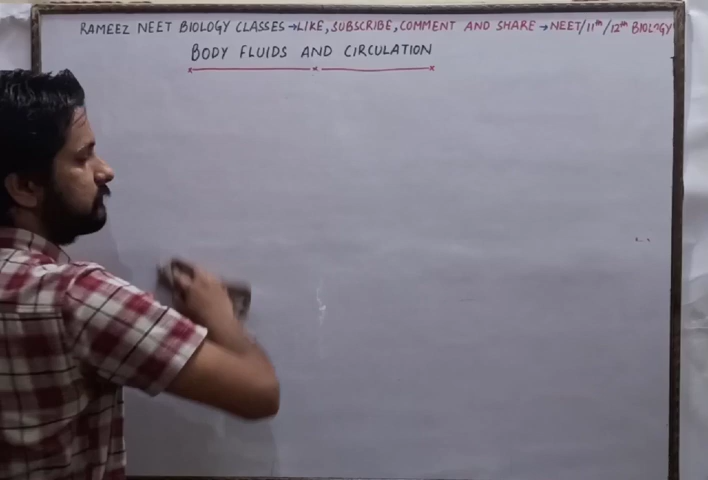 RAMEEZ NEET BIOLOGY CLASSES→LIKE, SUBSCRIBE, COMMENT AND SHARE→NEET/11th/12th BIOLOGY
BODY FLUIDS AND CIRCULATION